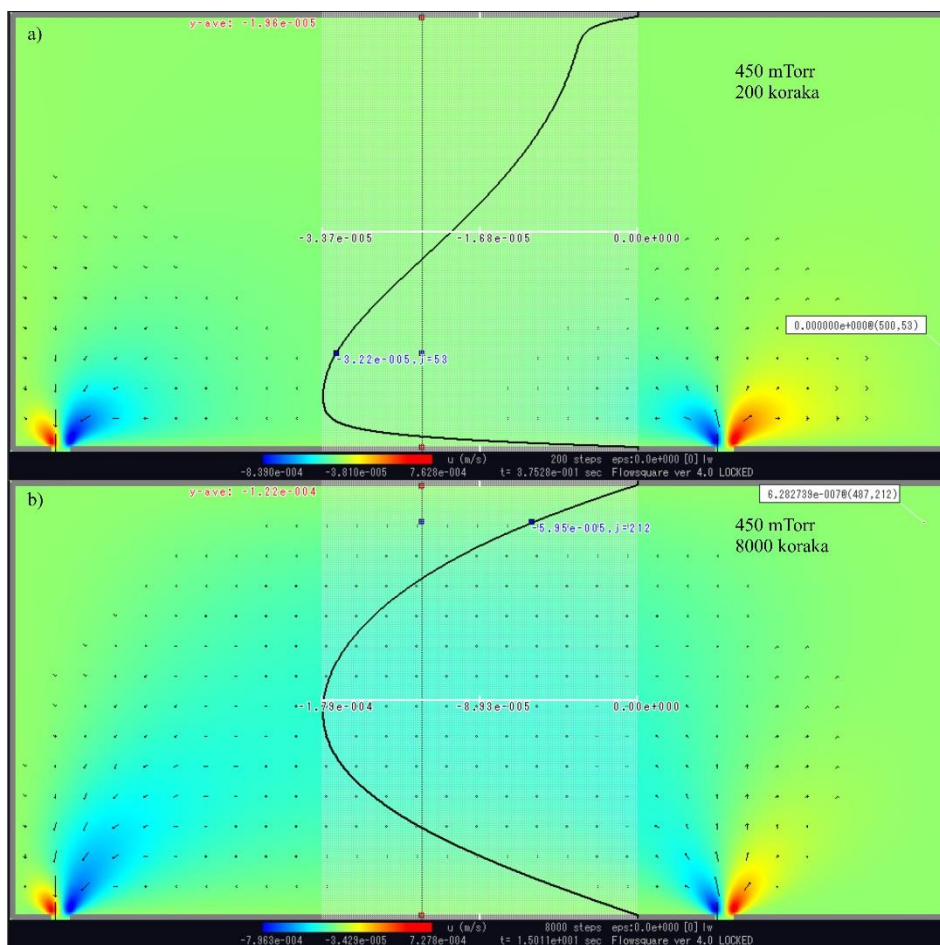 a)
y-ave: -1.96e-005
450 mTorr
200 koraka
-3.37e-005
-1.68e-005
0.00e+000
0.000000e+000@(500,53)
-3.22e-005.j=53
u (m/s)
200 steps eps:0.0e+000 [0] lw
-8.390e-004 -3.810e-005 7.628e-004
t= 3.7528e-001 sec Flowsquare ver 4.0 LOCKED
b)
y-ave: -1.22e-004
6.282739e-007@(487,212)
450 mTorr
8000 koraka
-5.95e-005.j=212
-1.79e-004
-8.93e-005
0.00e+000
u (m/s)
8000 steps eps:0.0e+000 [0] lw
-3.429e-005 7.278e-004
t= 1.5011e+001 sec Flowsquare ver 4.0 LOCKED